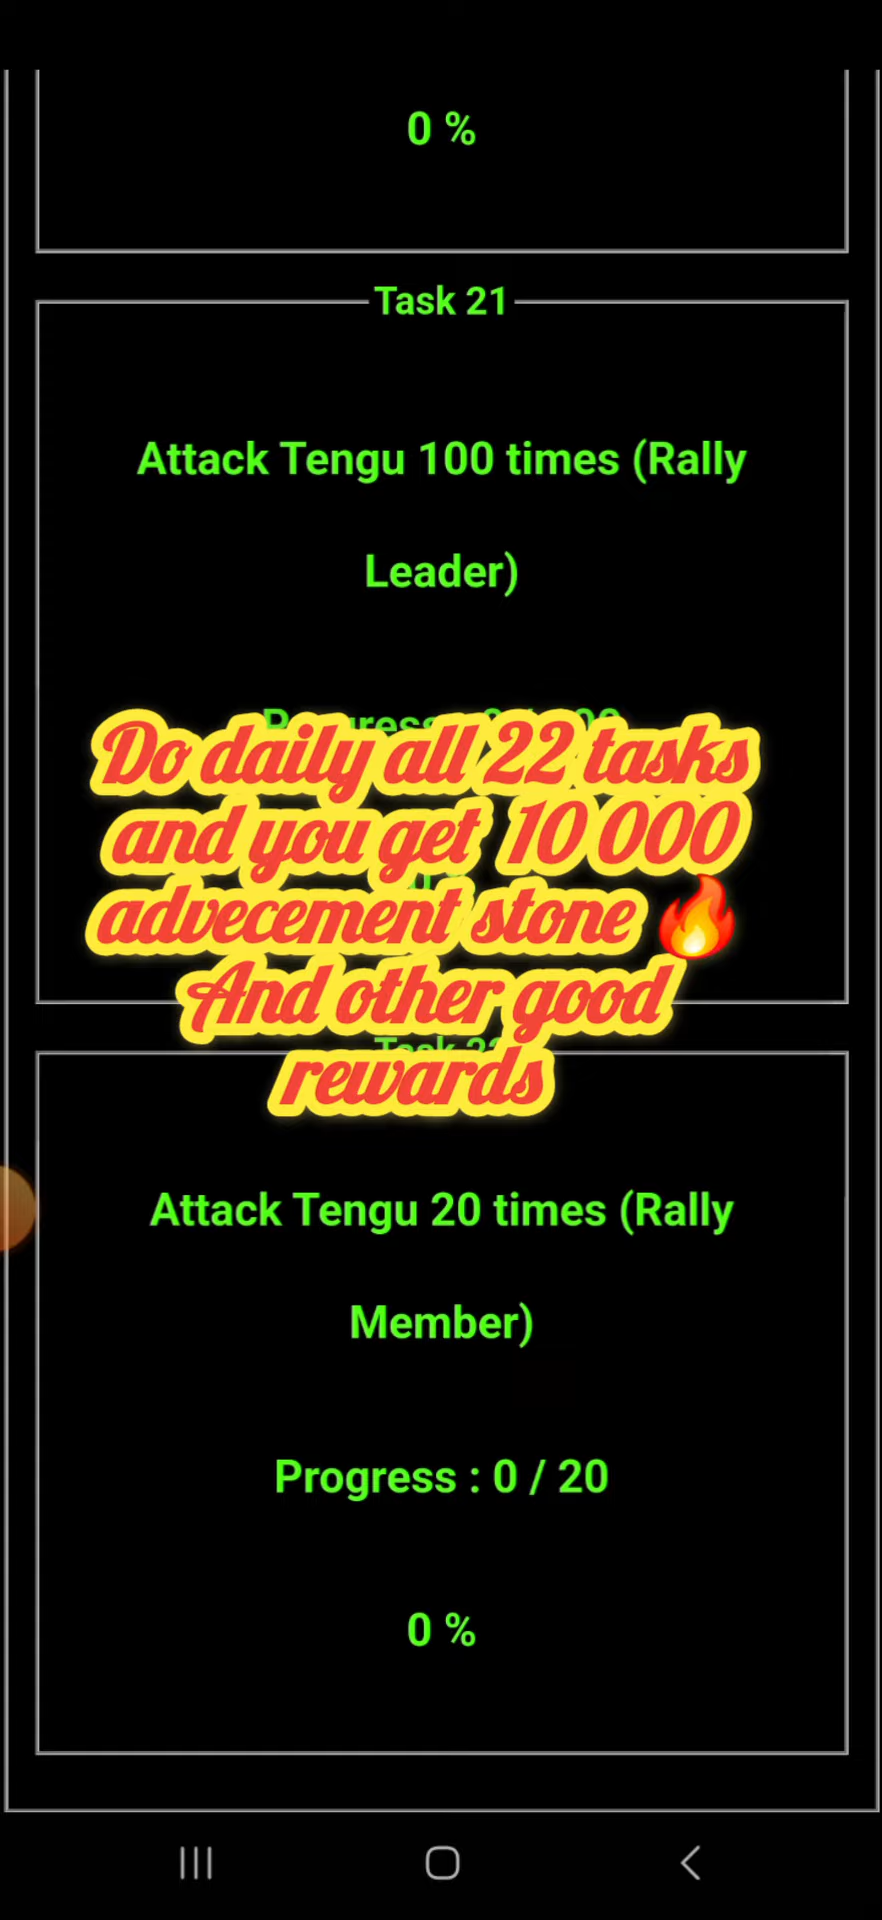 0 %
Task 21
Attack Tengu 100 times (Rally
Leader)
Do daily all 22 tasks
and you get 10 000
advecement stone 🔥
And other good
rewards
Attack Tengu 20 times (Rally
Member)
Progress : 0 / 20
0 %